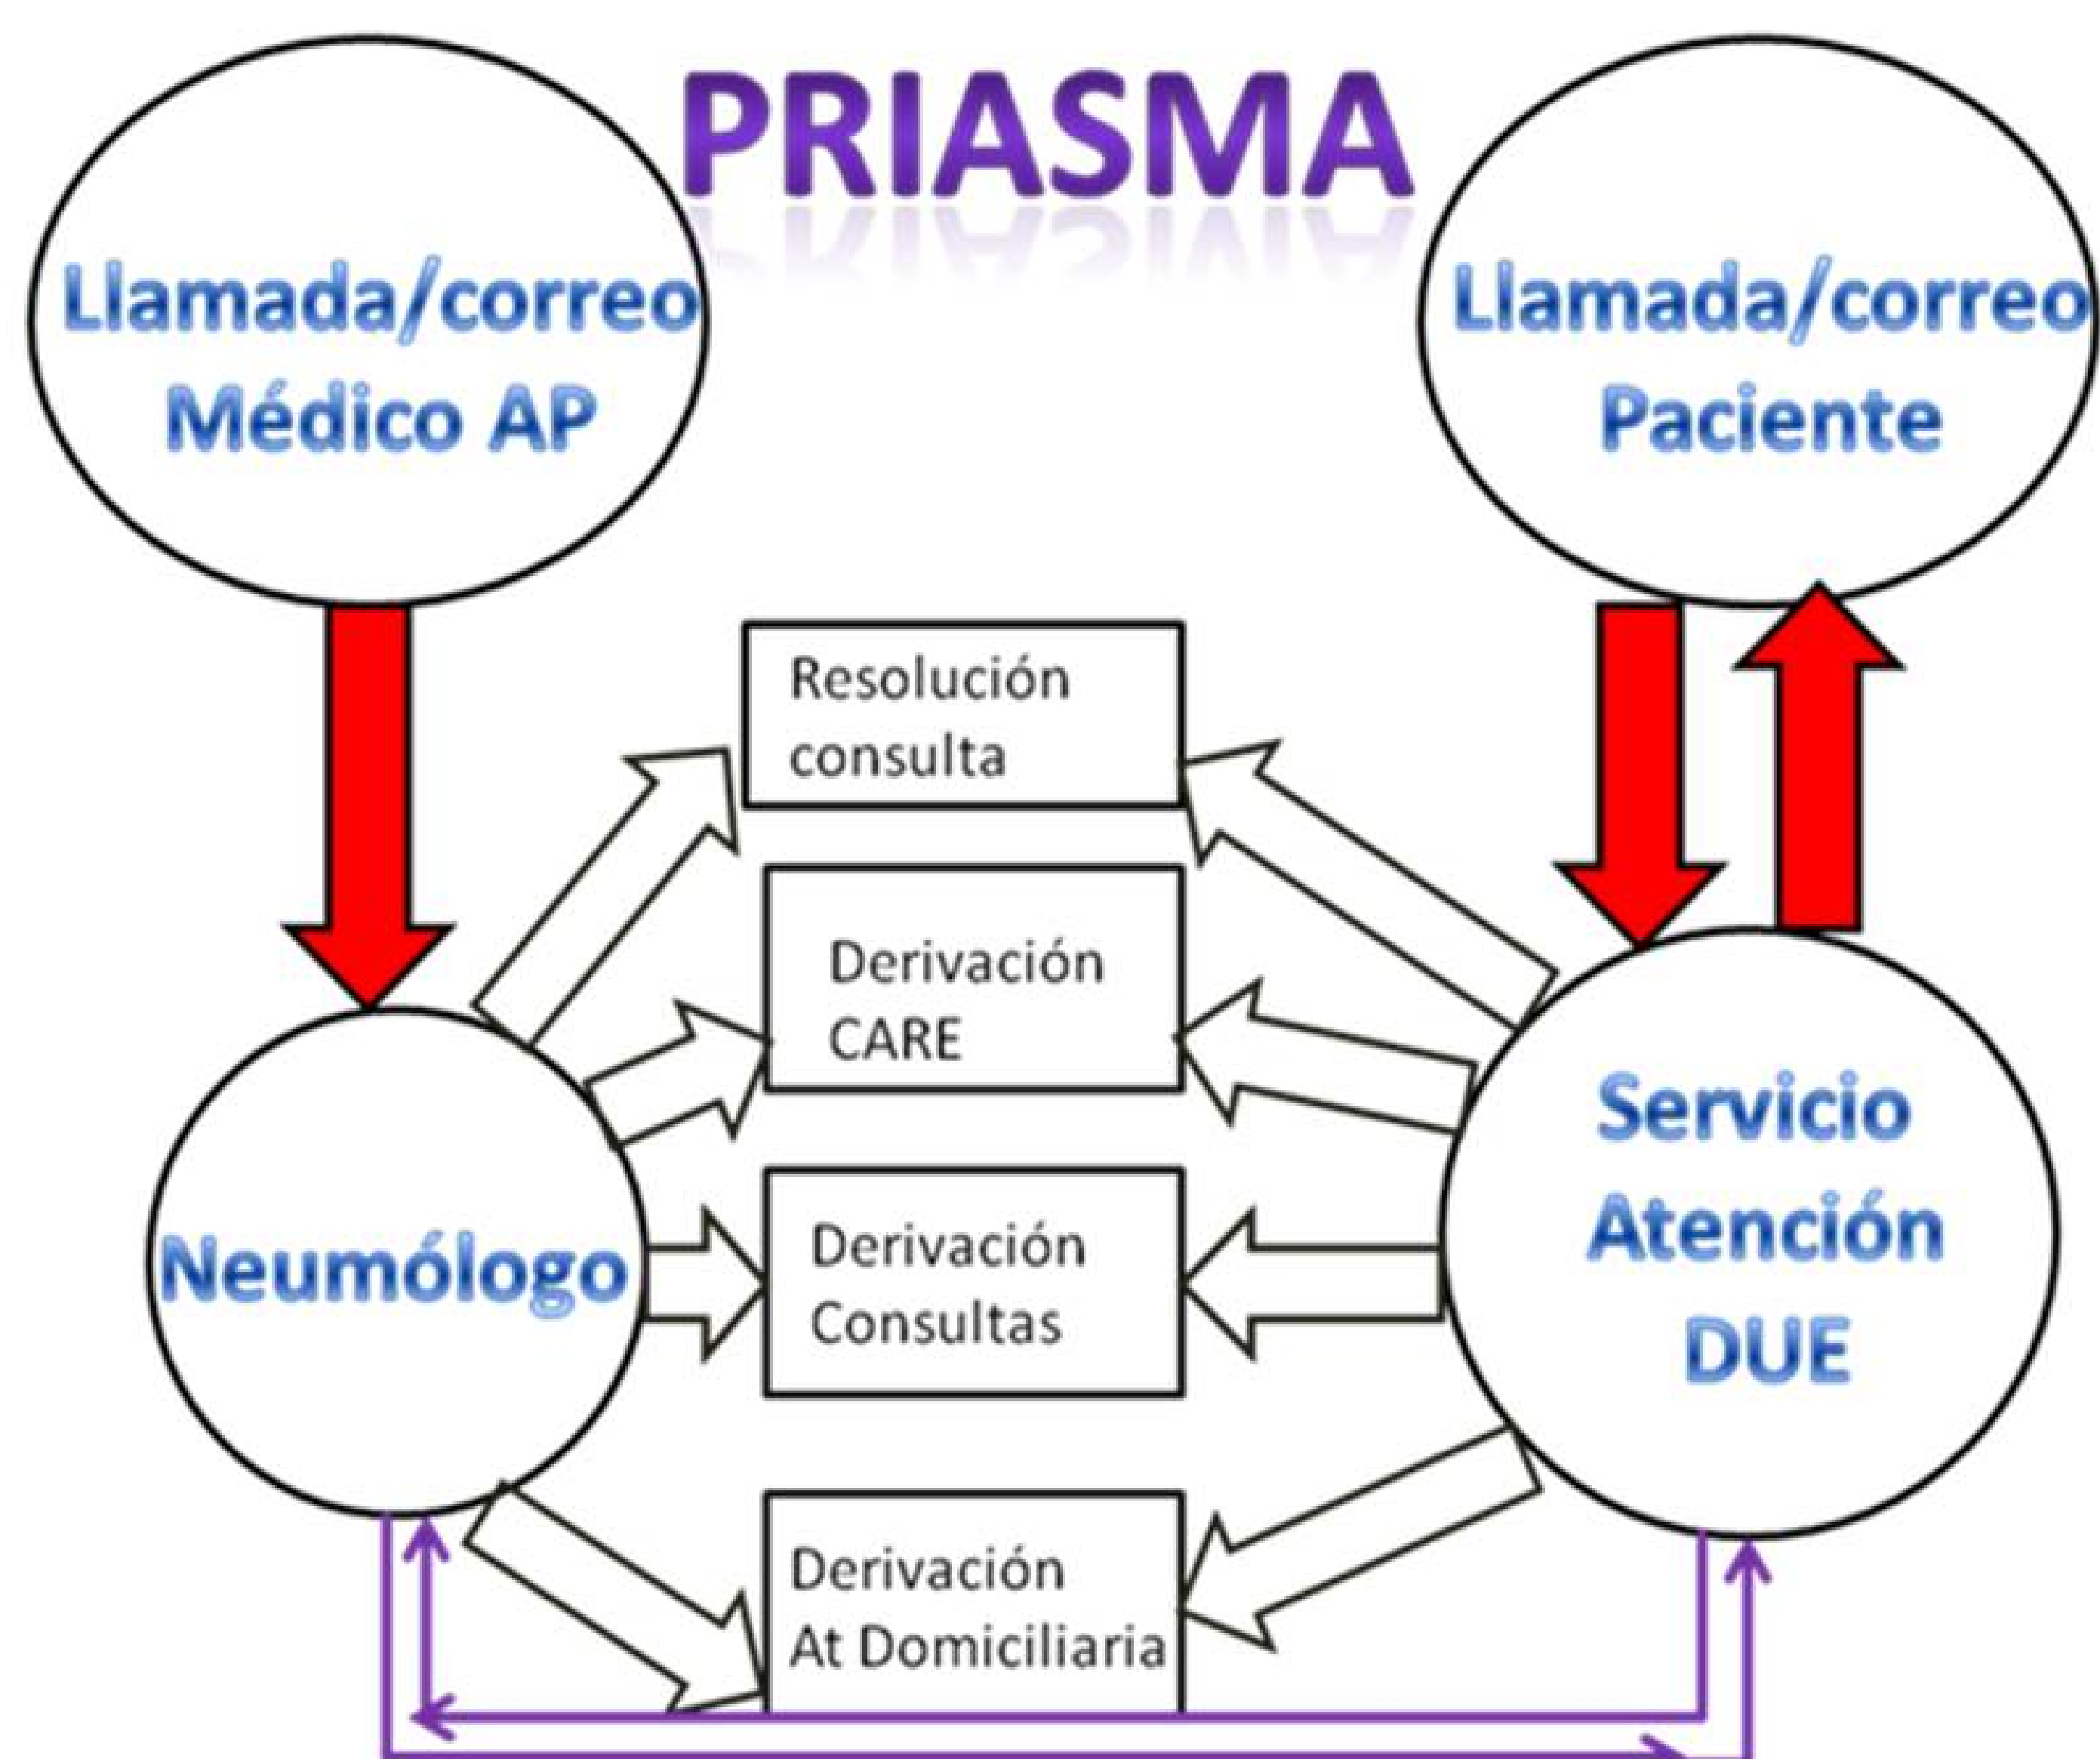 PRIASMA
Llamada/correo
Médico AP
Llamada/correo
Paciente
Resolución
consulta
Derivación
CARE
Derivación
Consultas
Derivación
At Domiciliaria
Neumólogo
Servicio
Atención
DUE